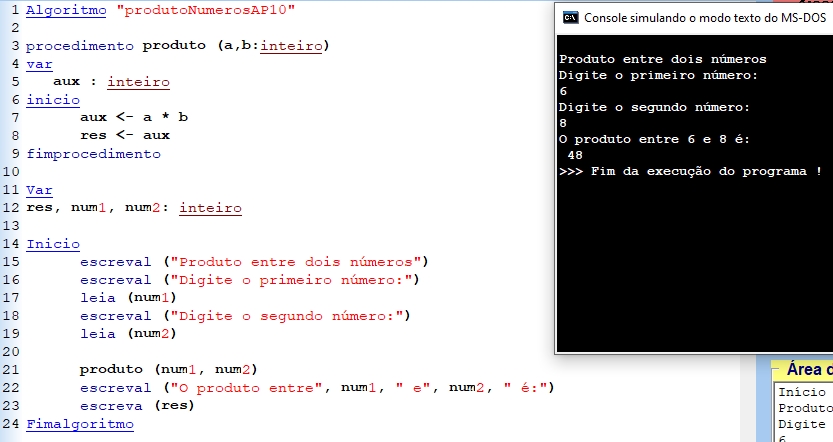 1 Algoritmo "produtoNumerosAP10"
2
3 procedimento produto (a,b:inteiro)
4 var
5 aux : inteiro
6 inicio
7 aux <- a * b
8 res <- aux
9 fimprocedimento
10
11 Var
12 res, num1, num2: inteiro
13
14 Inicio
15 escreval ("Produto entre dois números")
16 escreval ("Digite o primeiro número:")
17 leia (num1)
18 escreval ("Digite o segundo número:")
19 leia (num2)
20
21 produto (num1, num2)
22 escreval ("O produto entre", num1, " e", num2, " é:")
23 escreva (res)
24 Fimalgoritmo
C:\ Console simulando o modo texto do MS-DOS
Produto entre dois números
Digite o primeiro número:
6
Digite o segundo número:
8
O produto entre 6 e 8 é:
48
>>> Fim da execução do programa !
Área d
Início
Produto
Digite
6